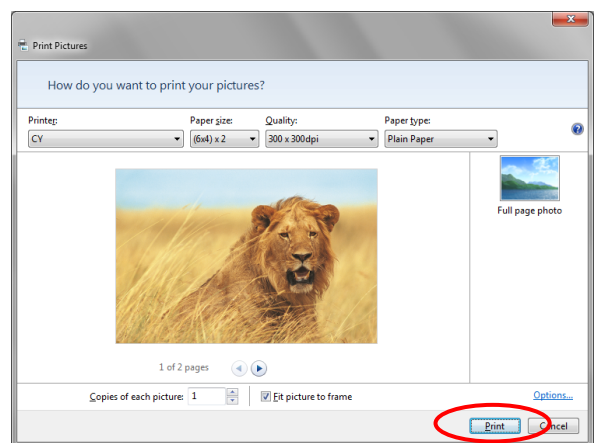 Print Pictures
How do you want to print your pictures?
Printer: Paper size: Quality: Paper type:
CY (6x4) x 2 300 x 300dpi Plain Paper
Full page photo
1 of 2 pages
Copies of each picture: 1 Fit picture to frame Options...
Print Cancel